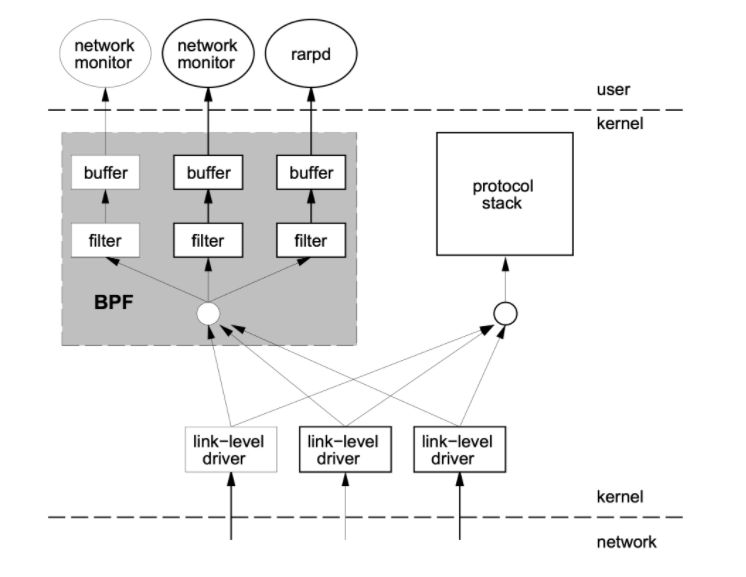 network
monitor
network
monitor
rarpd
user
kernel
buffer
buffer
buffer
protocol
stack
filter
filter
filter
BPF
link−level
driver
link−level
driver
link−level
driver
kernel
network